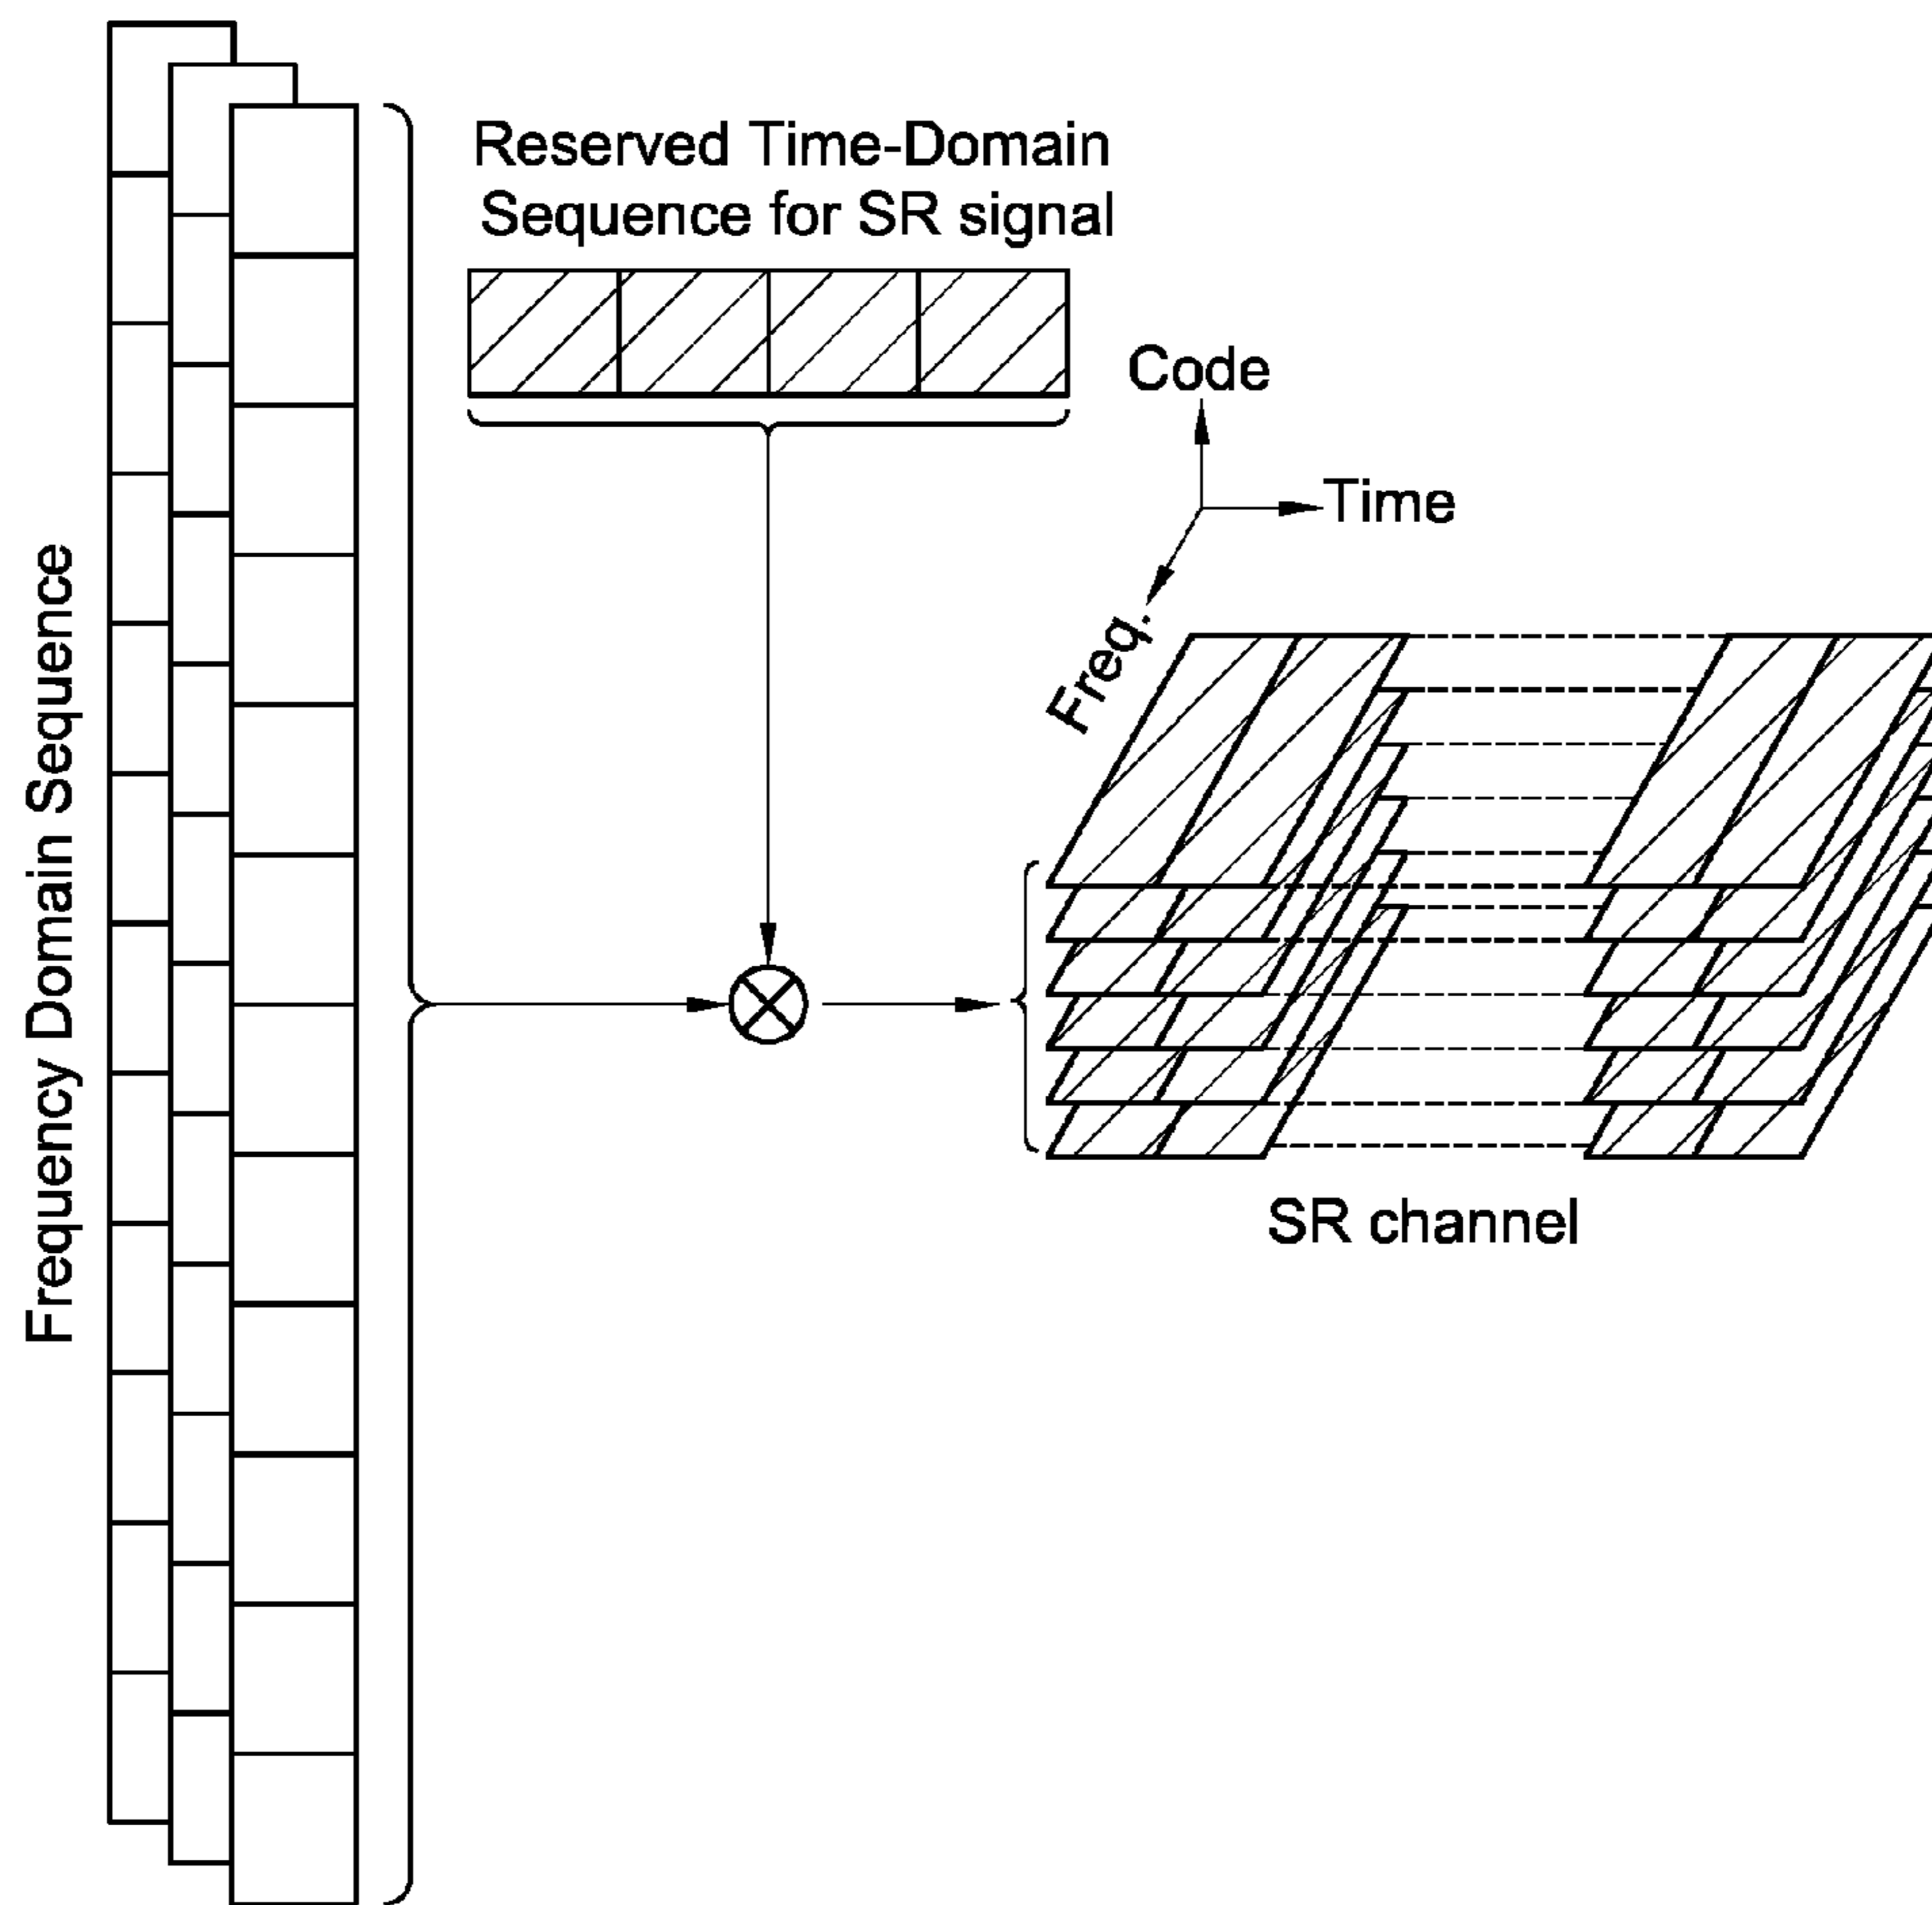 Frequency Domain Sequence
Reserved Time-Domain
Sequence for SR signal
Code
Time
Freq.
SR channel